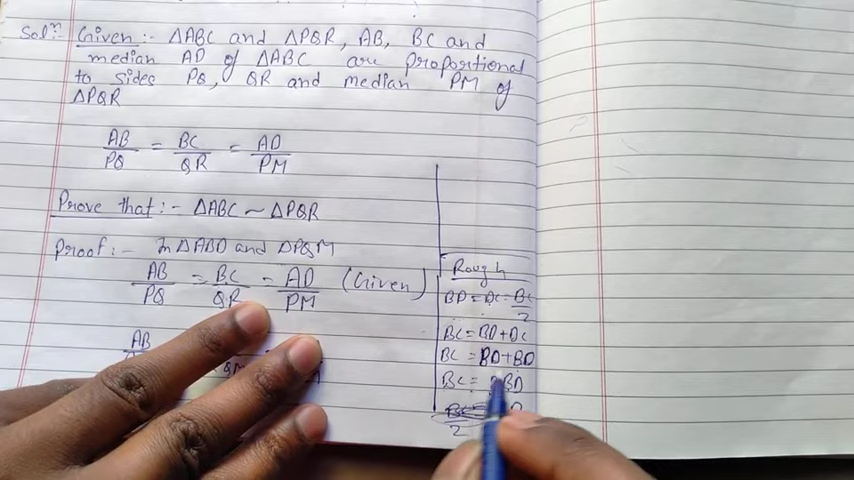 Solⁿ:- Given:- ΔABC and ΔPQR, AB, BC and
median AD of ΔABC are proportional
to sides PQ, QR and median PM of
ΔPQR
AB/PQ = BC/QR = AD/PM
Prove that:- ΔABC ~ ΔPQR
Proof:- In ΔABD and ΔPQM
AB/PQ = BC/QR = AD/PM (Given)
AB
Rough
BD = DC = BC/2
BC = BD+DC
BC = BD+BD
BC = 2BD